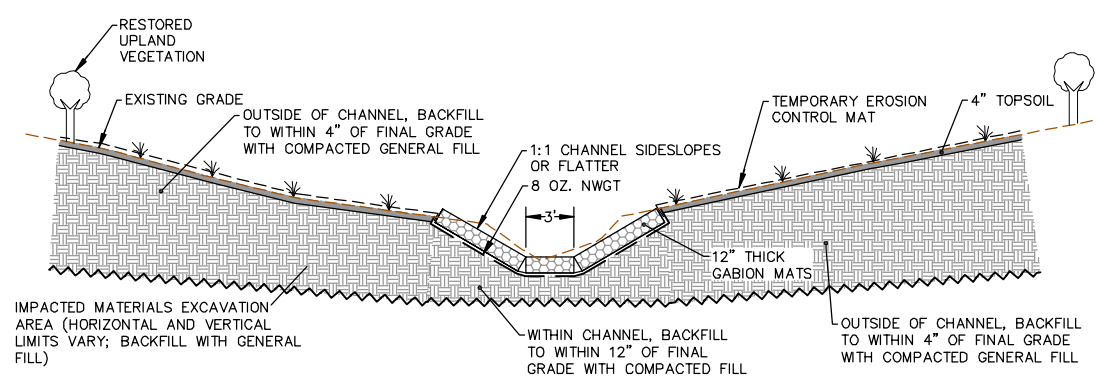 RESTORED
UPLAND
VEGETATION
EXISTING GRADE
OUTSIDE OF CHANNEL, BACKFILL
TO WITHIN 4" OF FINAL GRADE
WITH COMPACTED GENERAL FILL
1:1 CHANNEL SIDESLOPES
OR FLATTER
8 OZ. NWGT
3'
TEMPORARY EROSION
CONTROL MAT
4" TOPSOIL
12" THICK
GABION MATS
IMPACTED MATERIALS EXCAVATION
AREA (HORIZONTAL AND VERTICAL
LIMITS VARY; BACKFILL WITH GENERAL
FILL)
WITHIN CHANNEL, BACKFILL
TO WITHIN 12" OF FINAL
GRADE WITH COMPACTED FILL
OUTSIDE OF CHANNEL, BACKFILL
TO WITHIN 4" OF FINAL GRADE
WITH COMPACTED GENERAL FILL